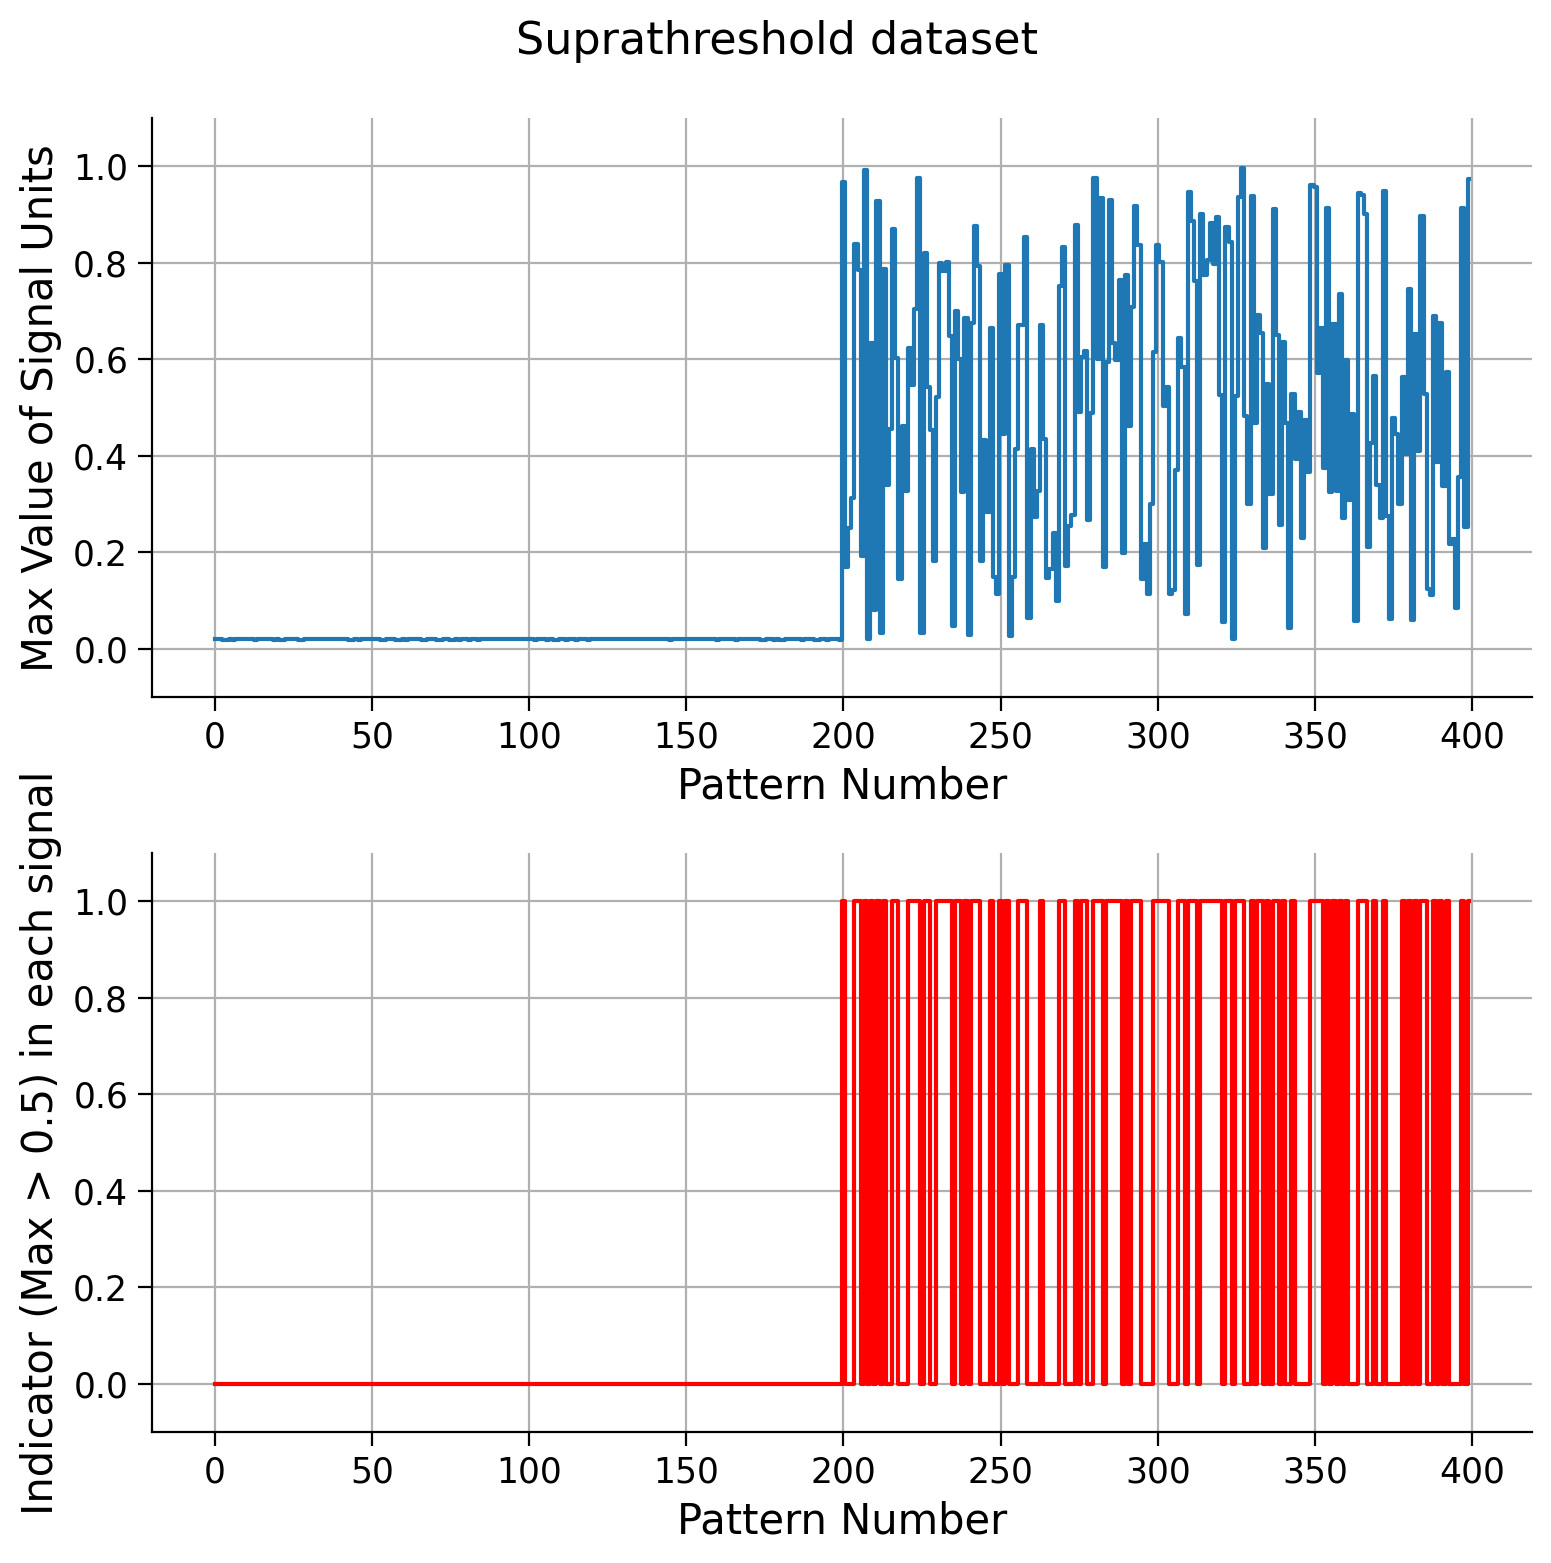 Suprathreshold dataset
Max Value of Signal Units
1.0
0.8
0.6
0.4
0.2
0.0
0 50 100 150 200 250 300 350 400
Pattern Number
Indicator (Max > 0.5) in each signal
1.0
0.8
0.6
0.4
0.2
0.0
0 50 100 150 200 250 300 350 400
Pattern Number